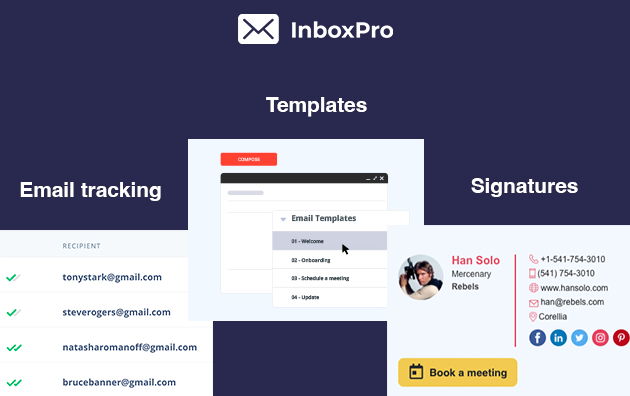 InboxPro
Templates
Email tracking
Signatures
COMPOSE
Email Templates
01 - Welcome
02 - Onboarding
03 - Schedule a meeting
04 - Update
RECIPIENT
tonystark@gmail.com
steverogers@gmail.com
natasharomanoff@gmail.com
brucebanner@gmail.com
Han Solo
Mercenary
Rebels
+1-541-754-3010
(541) 754-3010
www.hansolo.com
han@rebels.com
Corellia
Book a meeting